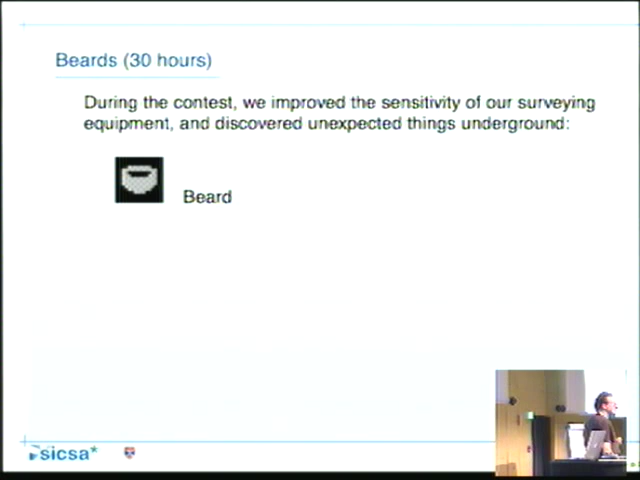 Beards (30 hours)
During the contest, we improved the sensitivity of our surveying
equipment, and discovered unexpected things underground:
Beard
sicsa*